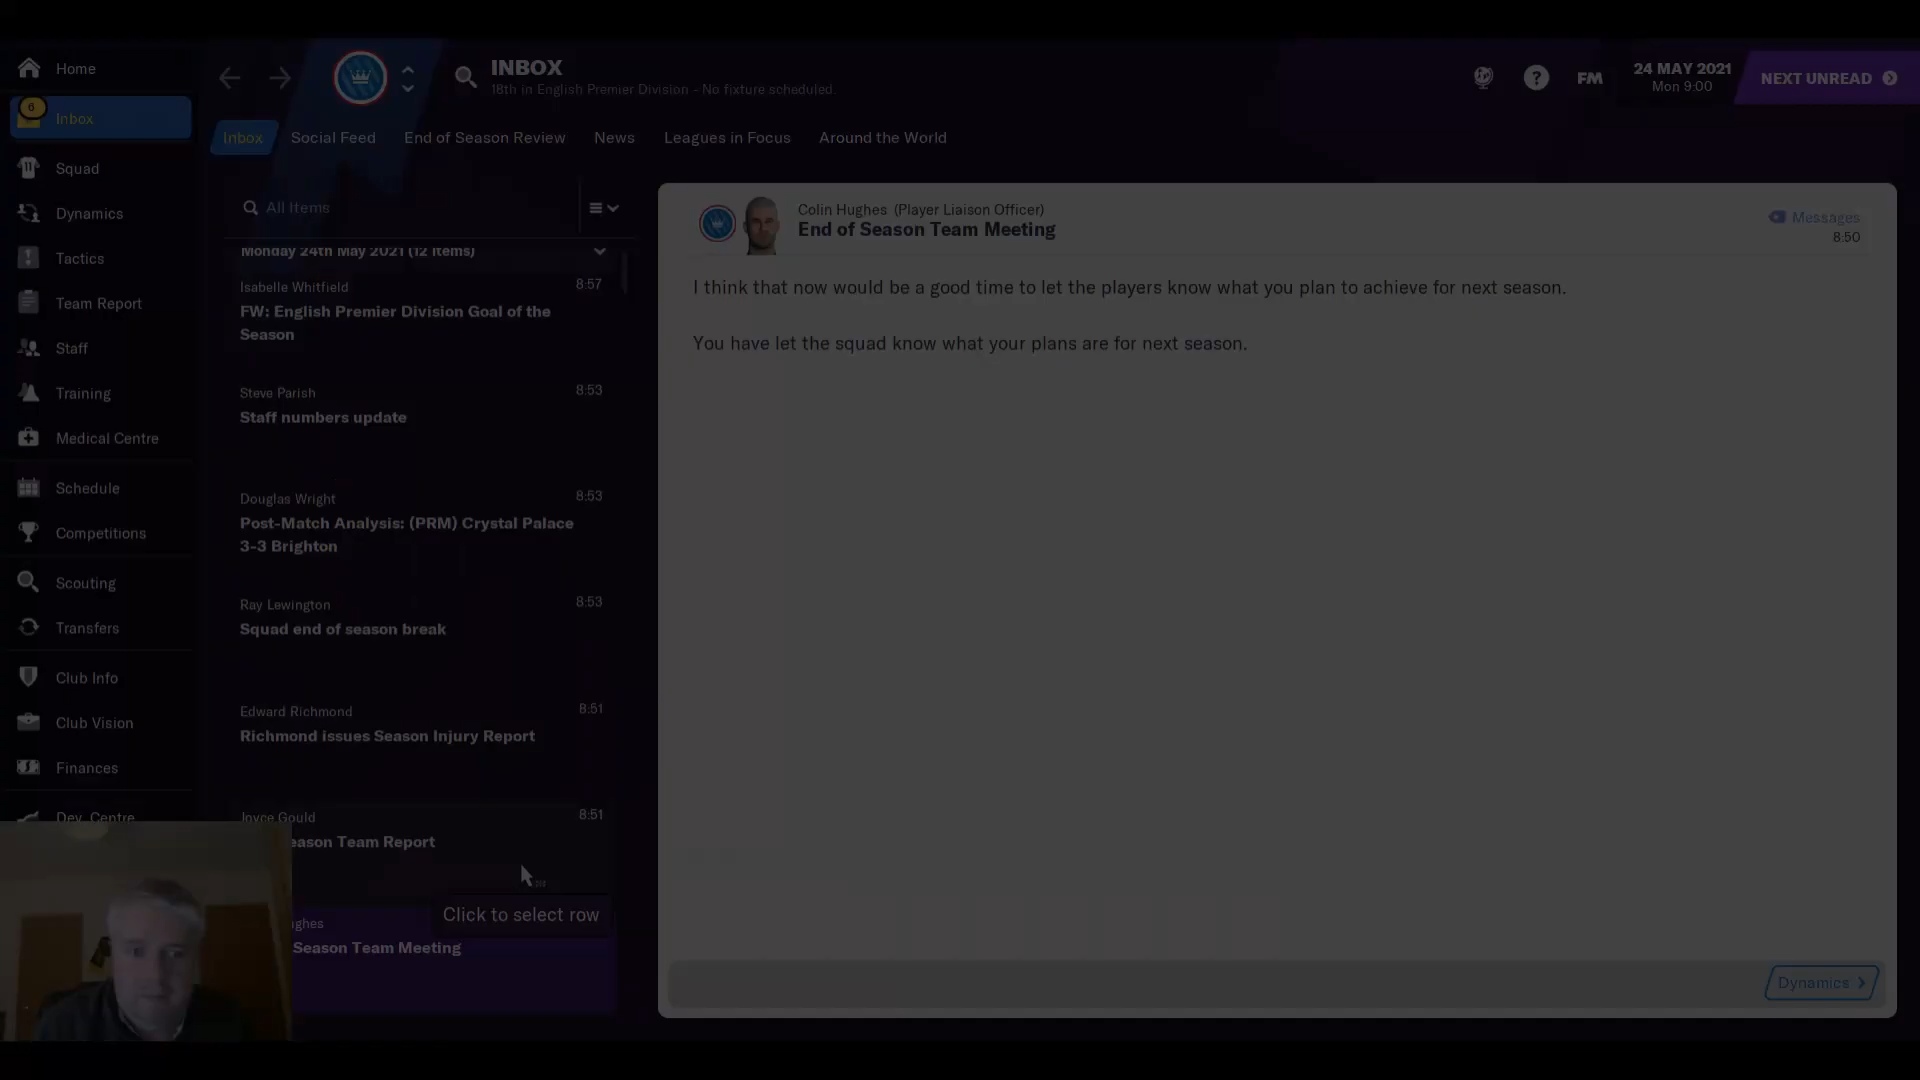 Home
6
Inbox
Squad
Dynamics
Tactics
Team Report
Staff
Training
Medical Centre
Schedule
Competitions
Scouting
Transfers
Club Info
Club Vision
Finances
Dev. Centre
INBOX
18th in English Premier Division - No fixture scheduled.
FM
24 MAY 2021
Mon 9:00
NEXT UNREAD
Inbox
Social Feed
End of Season Review
News
Leagues in Focus
Around the World
All Items
Monday 24th May 2021 (12 Items)
Isabelle Whitfield
8:57
FW: English Premier Division Goal of the
Season
Steve Parish
8:53
Staff numbers update
Douglas Wright
8:53
Post-Match Analysis: (PRM) Crystal Palace
3-3 Brighton
Ray Lewington
8:53
Squad end of season break
Edward Richmond
8:51
Richmond issues Season Injury Report
Joyce Gould
8:51
eason Team Report
Click to select row
ghes
Season Team Meeting
Colin Hughes (Player Liaison Officer)
End of Season Team Meeting
Messages
8:50
I think that now would be a good time to let the players know what you plan to achieve for next season.
You have let the squad know what your plans are for next season.
Dynamics